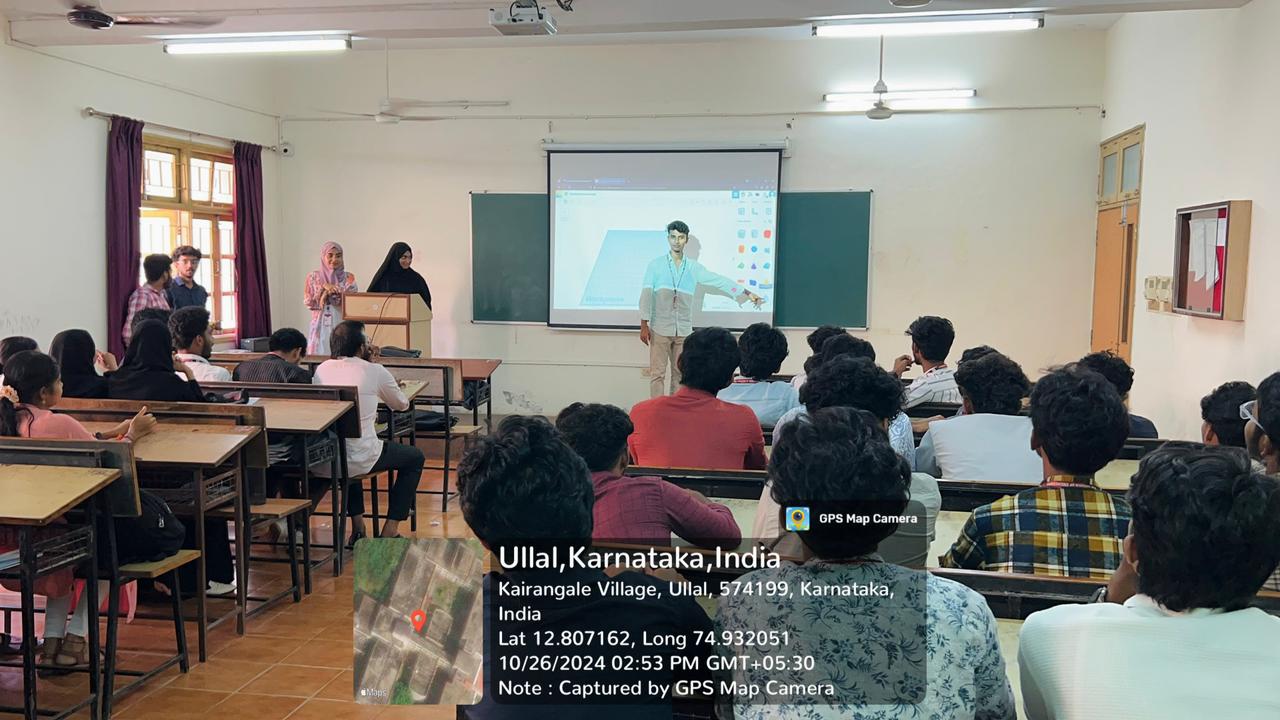 GPS Map Camera
Ullal,Karnataka,India
Kairangale Village, Ullal, 574199, Karnataka,
India
Lat 12.807162, Long 74.932051
10/26/2024 02:53 PM GMT+05:30
Note : Captured by GPS Map Camera
Maps